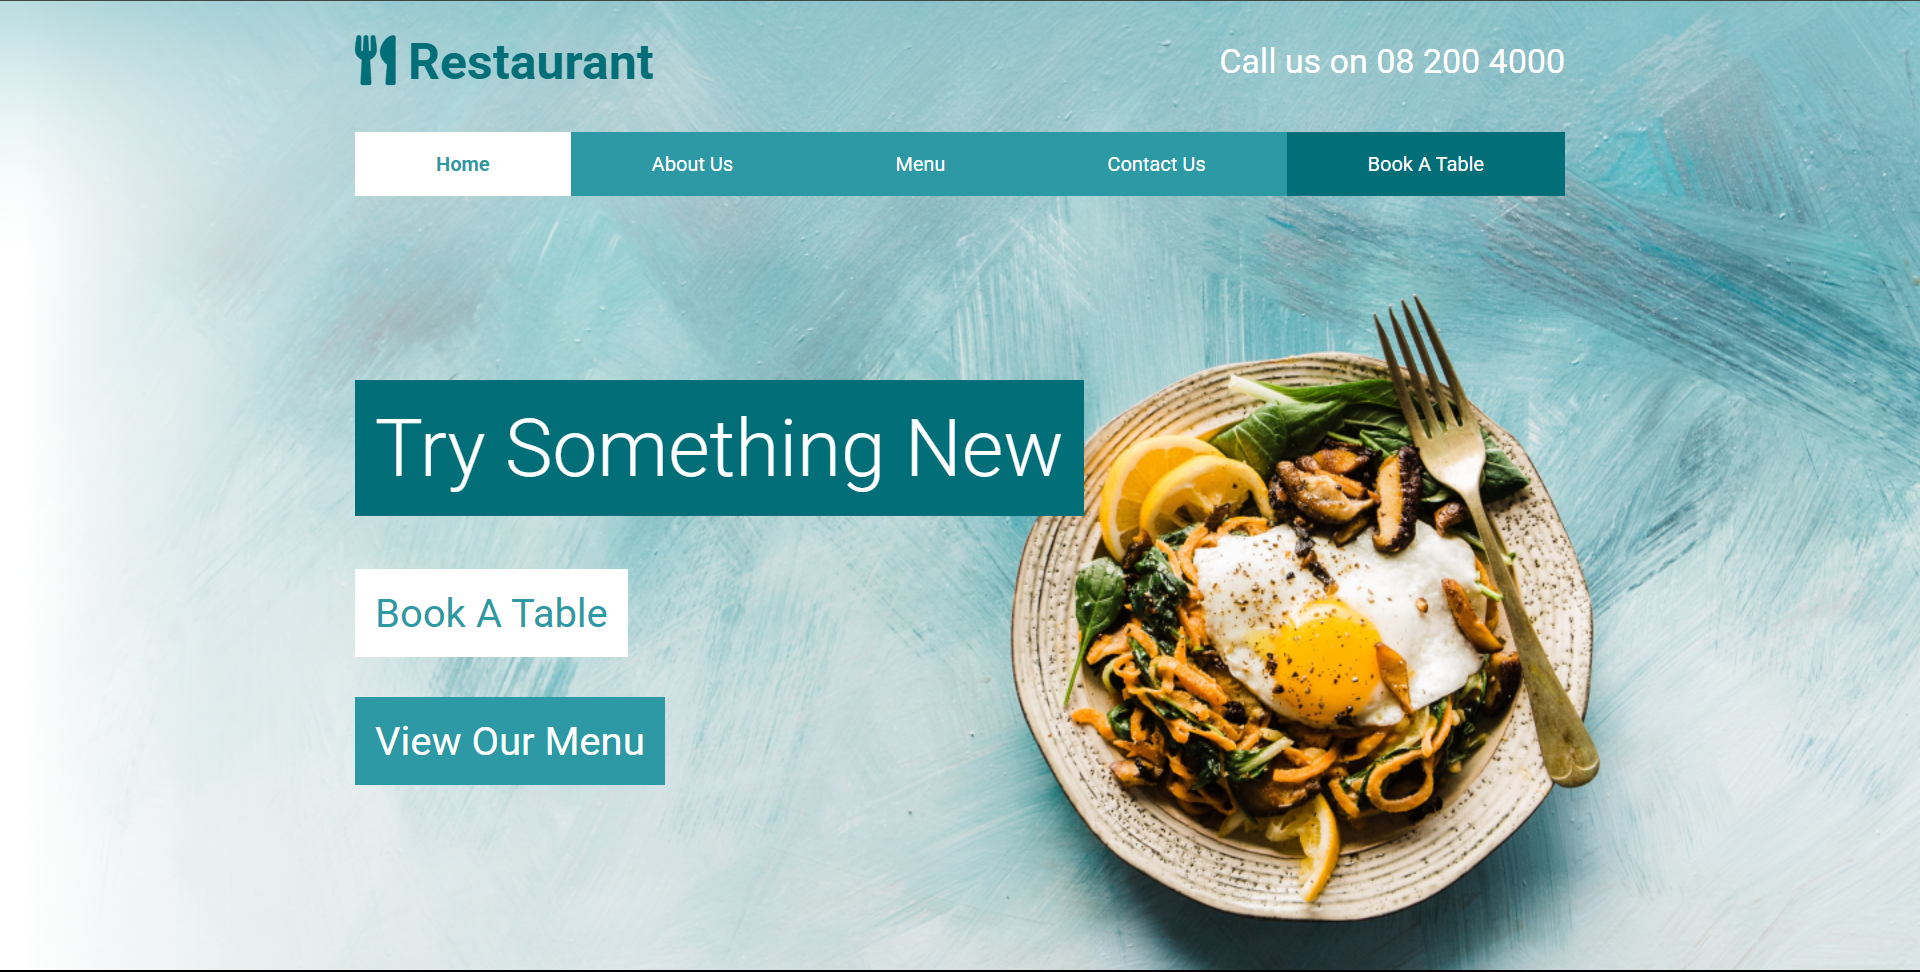 Restaurant
Call us on 08 200 4000
Home
About Us
Menu
Contact Us
Book A Table
Try Something New
Book A Table
View Our Menu